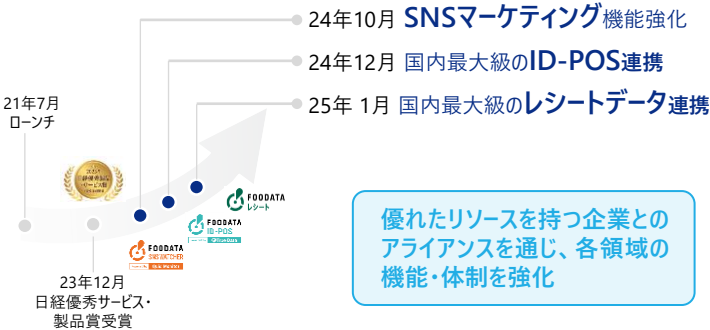 24年10月 SNSマーケティング機能強化
24年12月 国内最大級のID-POS連携
25年 1月 国内最大級のレシートデータ連携
21年7月
ローンチ
FOODATA
レシート
FOODATA
ID-POS
FOODATA
SNS WATCHER
23年12月
日経優秀サービス・
製品賞受賞
優れたリソースを持つ企業との
アライアンスを通じ、各領域の
機能・体制を強化